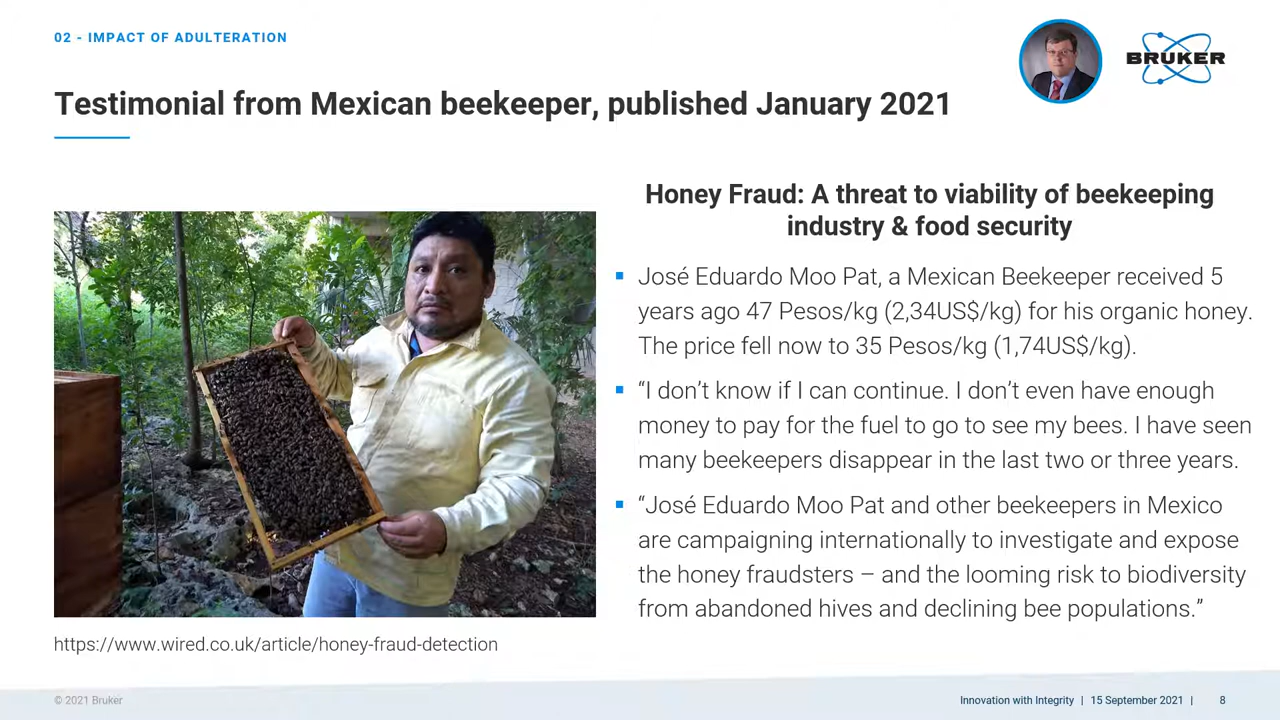 02 - IMPACT OF ADULTERATION
BRUKER
Testimonial from Mexican beekeeper, published January 2021
Honey Fraud: A threat to viability of beekeeping
industry & food security
▪ José Eduardo Moo Pat, a Mexican Beekeeper received 5
years ago 47 Pesos/kg (2,34US$/kg) for his organic honey.
The price fell now to 35 Pesos/kg (1,74US$/kg).
▪ “I don’t know if I can continue. I don’t even have enough
money to pay for the fuel to go to see my bees. I have seen
many beekeepers disappear in the last two or three years.
▪ “José Eduardo Moo Pat and other beekeepers in Mexico
are campaigning internationally to investigate and expose
the honey fraudsters – and the looming risk to biodiversity
from abandoned hives and declining bee populations.”
https://www.wired.co.uk/article/honey-fraud-detection
© 2021 Bruker
Innovation with Integrity | 15 September 2021 | 8